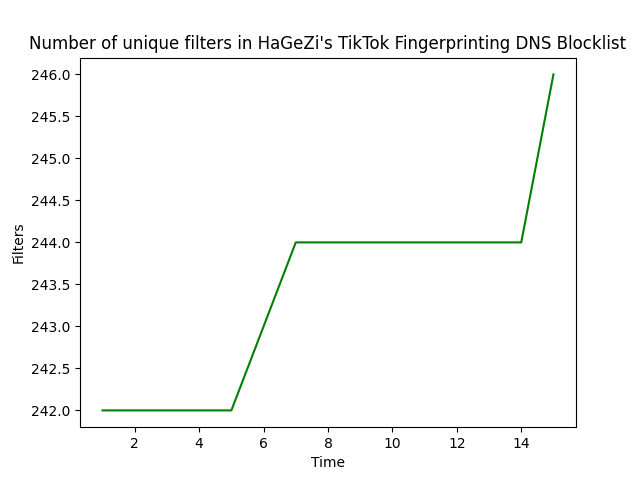 Number of unique filters in HaGeZi's TikTok Fingerprinting DNS Blocklist
246.0
245.5
245.0
244.5
244.0
243.5
243.0
242.5
242.0
Filters
2 4 6 8 10 12 14
Time